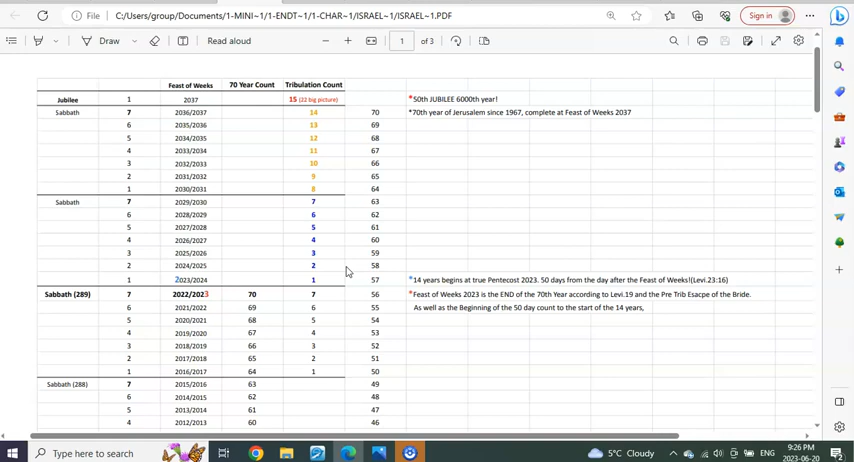 File C:/Users/group/Documents/1-MINI~1/1-ENDT~1/1-CHAR~1/ISRAEL~1/ISRAEL~1.PDF Sign in
Draw Read aloud 1 of 3
Feast of Weeks 70 Year Count Tribulation Count
Jubilee 1 2037 15 (22 big picture) *50th JUBILEE 6000th year!
Sabbath 7 2036/2037 14 70 *70th year of Jerusalem since 1967, complete at Feast of Weeks 2037
6 2035/2036 13 69
5 2034/2035 12 68
4 2033/2034 11 67
3 2032/2033 10 66
2 2031/2032 9 65
1 2030/2031 8 64
Sabbath 7 2029/2030 7 63
6 2028/2029 6 62
5 2027/2028 5 61
4 2026/2027 4 60
3 2025/2026 3 59
2 2024/2025 2 58
1 2023/2024 1 57 *14 years begins at true Pentecost 2023. 50 days from the day after the Feast of Weeks!(Levi.23:16)
Sabbath (289) 7 2022/2023 70 7 56 *Feast of Weeks 2023 is the END of the 70th Year according to Levi.19 and the Pre Trib Esacpe of the Bride.
6 2021/2022 69 6 55 As well as the Beginning of the 50 day count to the start of the 14 years,
5 2020/2021 68 5 54
4 2019/2020 67 4 53
3 2018/2019 66 3 52
2 2017/2018 65 2 51
1 2016/2017 64 1 50
Sabbath (288) 7 2015/2016 63 49
6 2014/2015 62 48
5 2013/2014 61 47
4 2012/2013 60 46
Type here to search 5°C Cloudy ENG 9:26 PM
2023-06-20 2